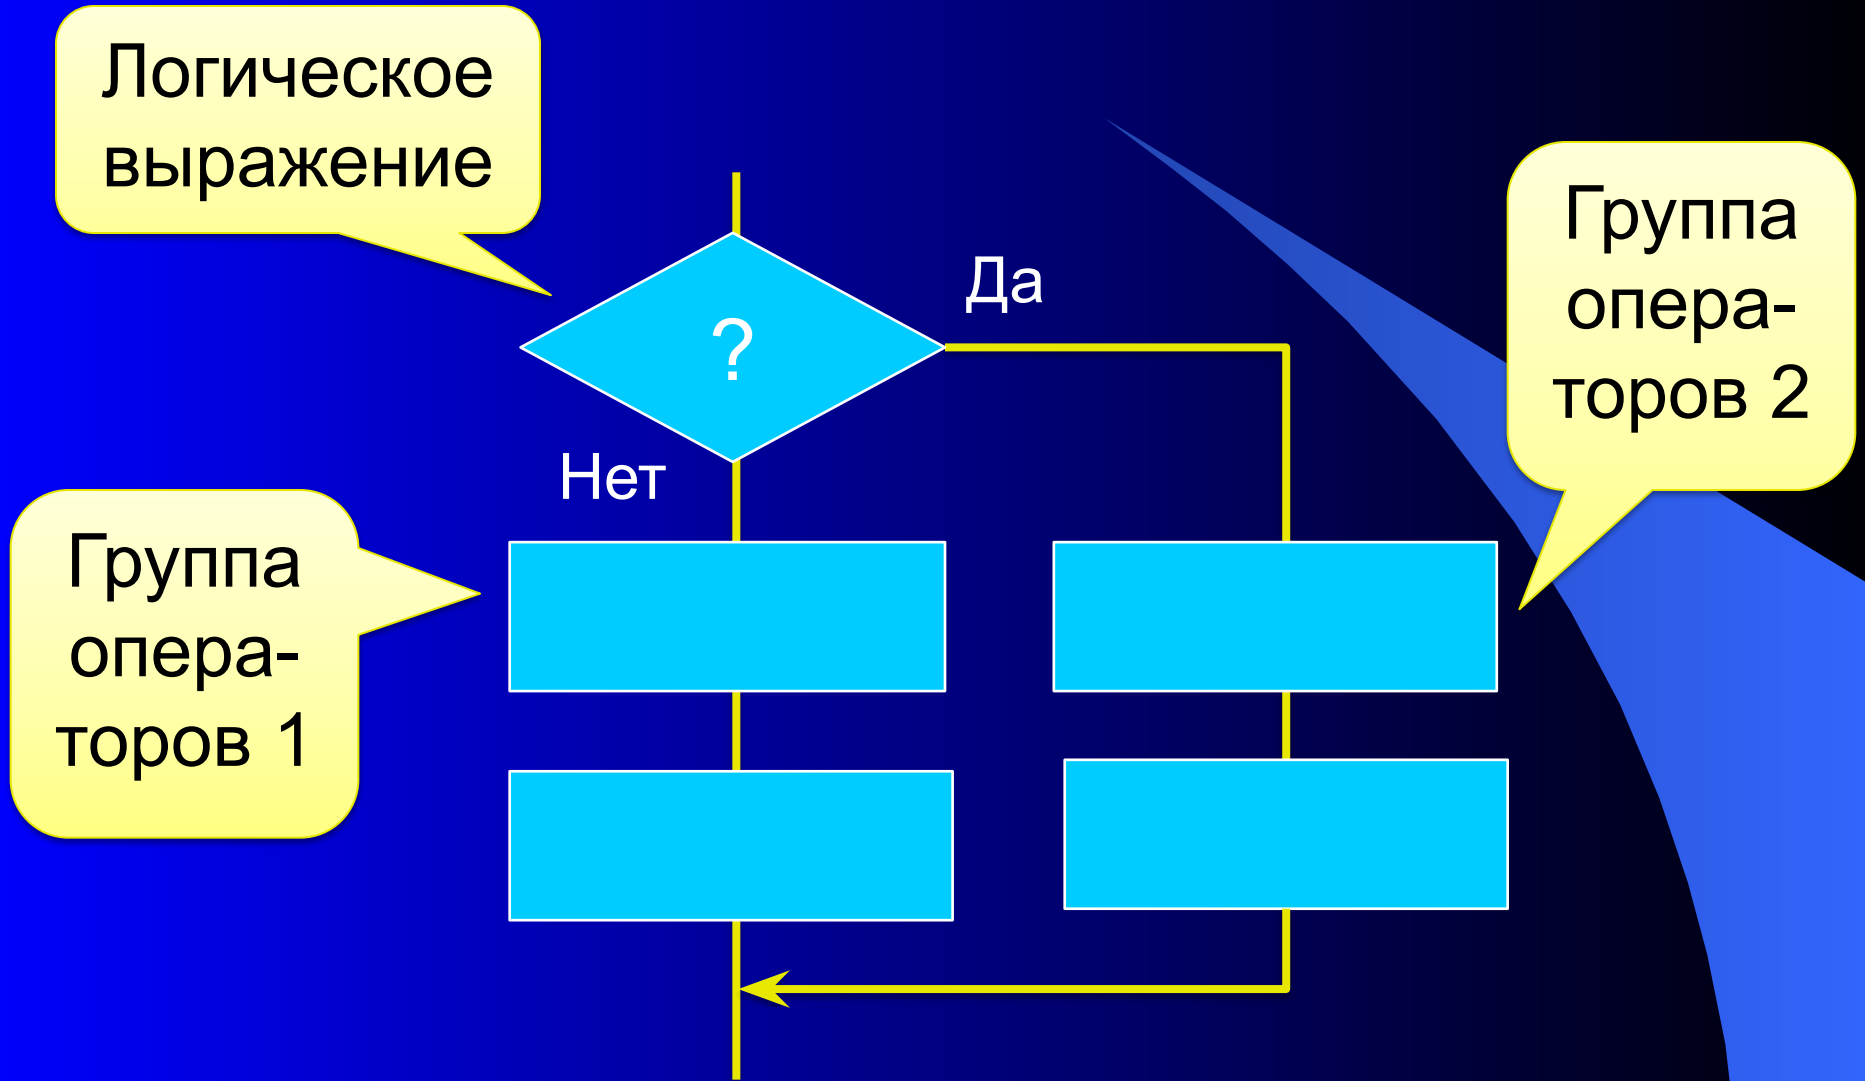 Логическое
выражение
?
Да
Нет
Группа
опера-
торов 1
Группа
опера-
торов 2